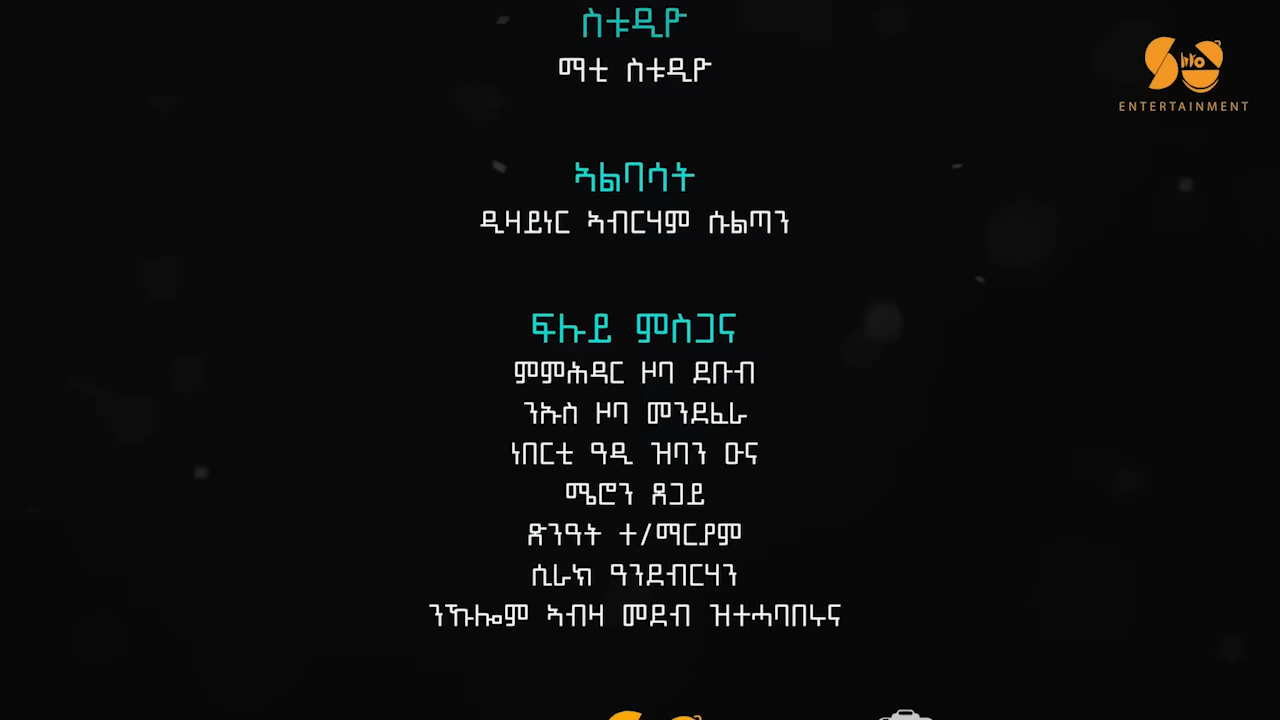 ስቱዲዮ
ማቲ ስቱዲዮ
ENTERTAINMENT
ኣልባሳት
ዲዛይነር ኣብርሃም ሱልጣን
ፍሉይ ምስጋና
ምምሕዳር ዞባ ደቡብ
ንኡስ ዞባ መንደፈራ
ነበርቲ ዓዲ ዝባን ዑና
ሜሮን ጸጋይ
ጽንዓት ተ/ማርያም
ሲራክ ዓንደብርሃን
ንኹሎም ኣብዛ መደብ ዝተሓባበሩና